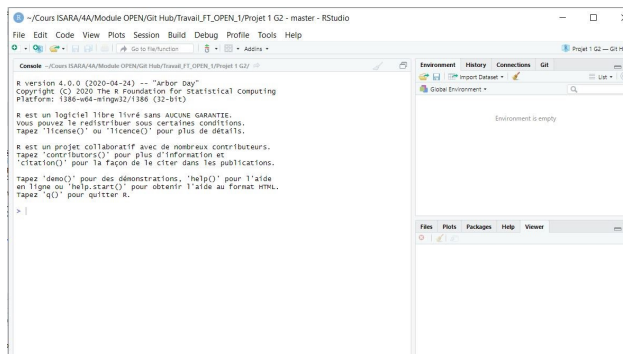 ~/Cours ISARA/4A/Module OPEN/Git Hub/Travail_FT_OPEN_1/Projet 1 G2 - master - RStudio
File Edit Code View Plots Session Build Debug Profile Tools Help
Go to file/function Addins Projet 1 G2 — Git H
Console ~/Cours ISARA/4A/Module OPEN/Git Hub/Travail_FT_OPEN_1/Projet 1 G2/
R version 4.0.0 (2020-04-24) -- "Arbor Day"
Copyright (C) 2020 The R Foundation for Statistical Computing
Platform: i386-w64-mingw32/i386 (32-bit)
R est un logiciel libre livré sans AUCUNE GARANTIE.
Vous pouvez le redistribuer sous certaines conditions.
Tapez 'license()' ou 'licence()' pour plus de détails.
R est un projet collaboratif avec de nombreux contributeurs.
Tapez 'contributors()' pour plus d'information et
'citation()' pour la façon de le citer dans les publications.
Tapez 'demo()' pour des démonstrations, 'help()' pour l'aide
en ligne ou 'help.start()' pour obtenir l'aide au format HTML.
Tapez 'q()' pour quitter R.
>
Environment History Connections Git
Import Dataset List
Global Environment
Environment is empty
Files Plots Packages Help Viewer